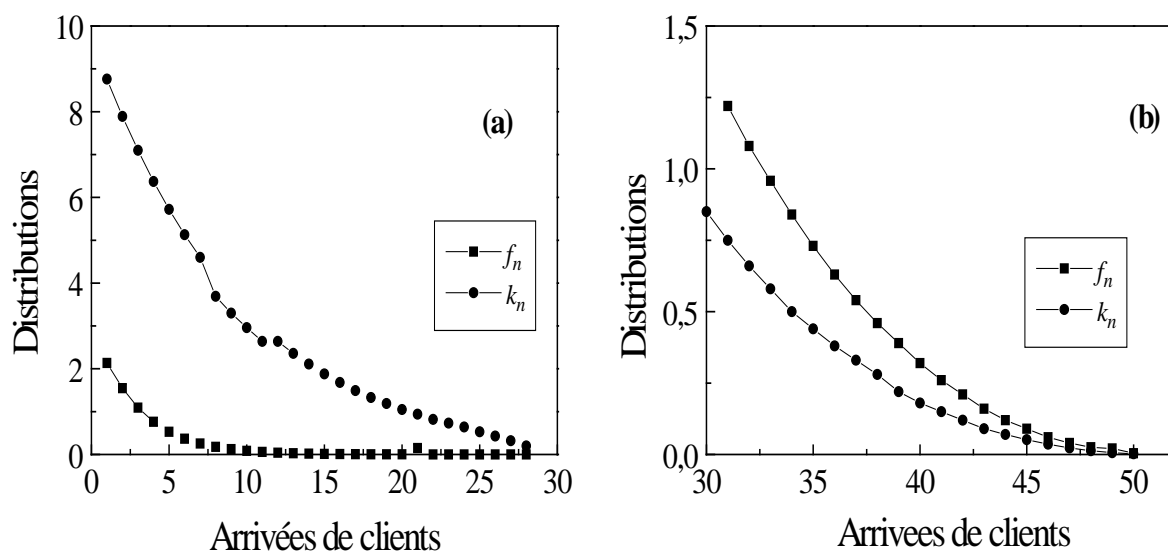 Distributions
10
8
6
4
2
0
0 5 10 15 20 25 30
(a)
f_n
k_n
Arrivées de clients
Distributions
1,5
1,0
0,5
0,0
30 35 40 45 50
(b)
f_n
k_n
Arrivees de clients